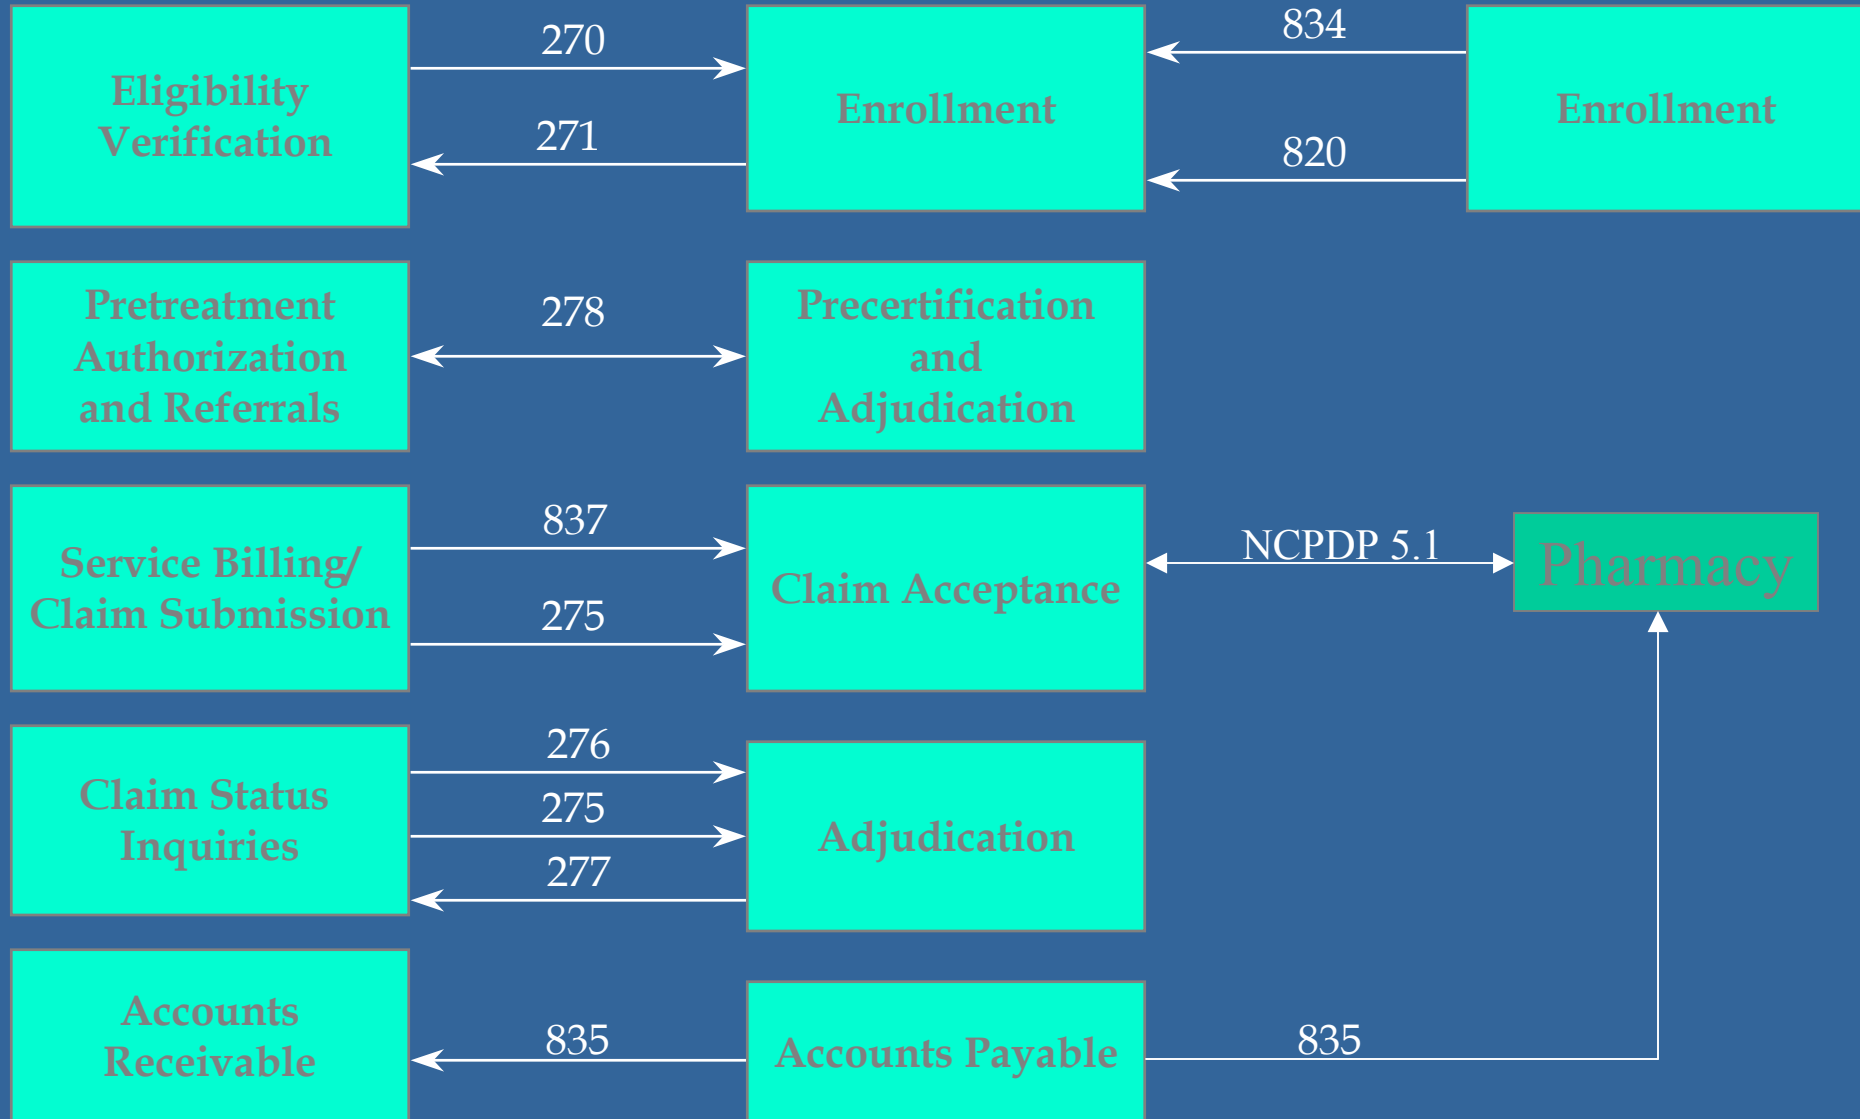 270
834
Eligibility
Verification
Enrollment
Enrollment
271
820
Pretreatment
Authorization
and Referrals
278
Precertification
and
Adjudication
837
Service Billing/
Claim Submission
275
Claim Acceptance
NCPDP 5.1
Pharmacy
276
Claim Status
Inquiries
275
277
Adjudication
Accounts
Receivable
835
Accounts Payable
835